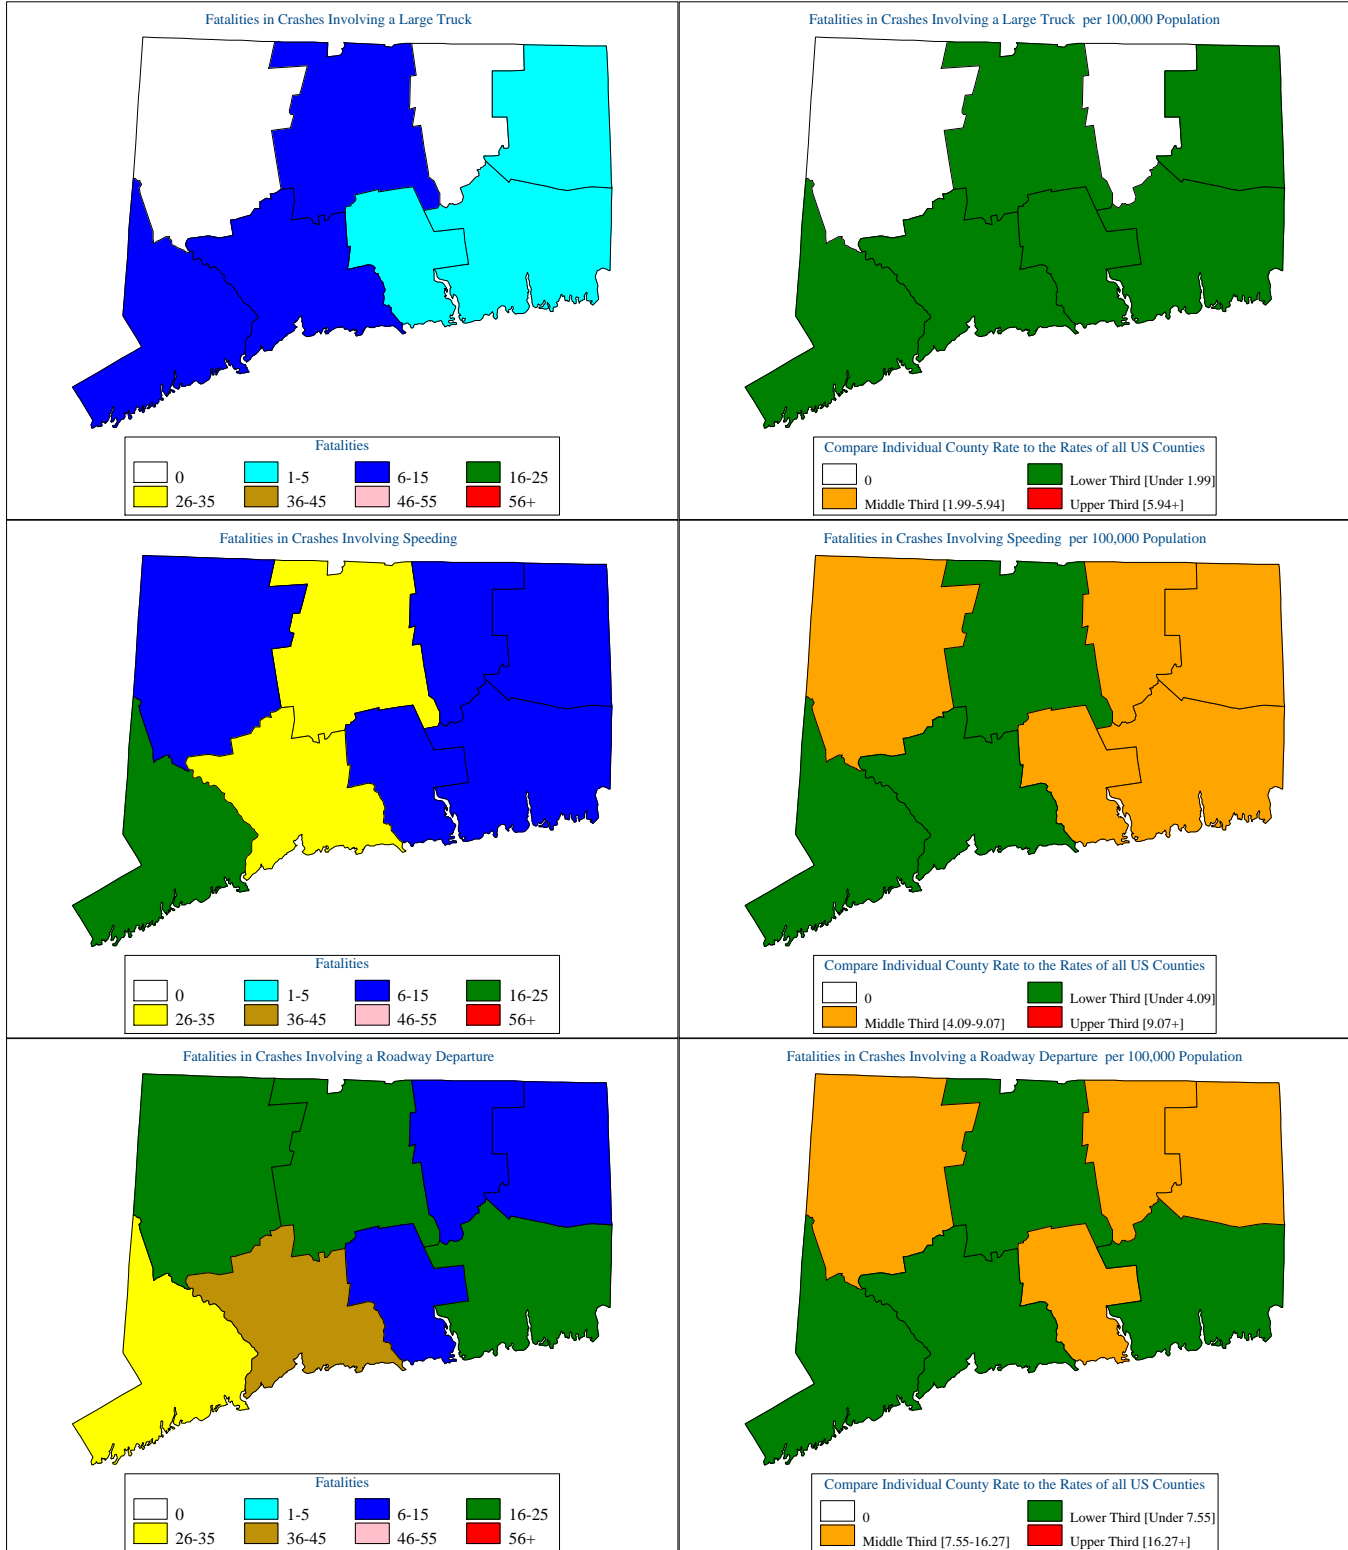 Fatalities in Crashes Involving a Large Truck
Fatalities
0 1-5 6-15 16-25
26-35 36-45 46-55 56+
Fatalities in Crashes Involving a Large Truck per 100,000 Population
Compare Individual County Rate to the Rates of all US Counties
0 Lower Third [Under 1.99]
Middle Third [1.99-5.94] Upper Third [5.94+]
Fatalities in Crashes Involving Speeding
Fatalities
0 1-5 6-15 16-25
26-35 36-45 46-55 56+
Fatalities in Crashes Involving Speeding per 100,000 Population
Compare Individual County Rate to the Rates of all US Counties
0 Lower Third [Under 4.09]
Middle Third [4.09-9.07] Upper Third [9.07+]
Fatalities in Crashes Involving a Roadway Departure
Fatalities
0 1-5 6-15 16-25
26-35 36-45 46-55 56+
Fatalities in Crashes Involving a Roadway Departure per 100,000 Population
Compare Individual County Rate to the Rates of all US Counties
0 Lower Third [Under 7.55]
Middle Third [7.55-16.27] Upper Third [16.27+]